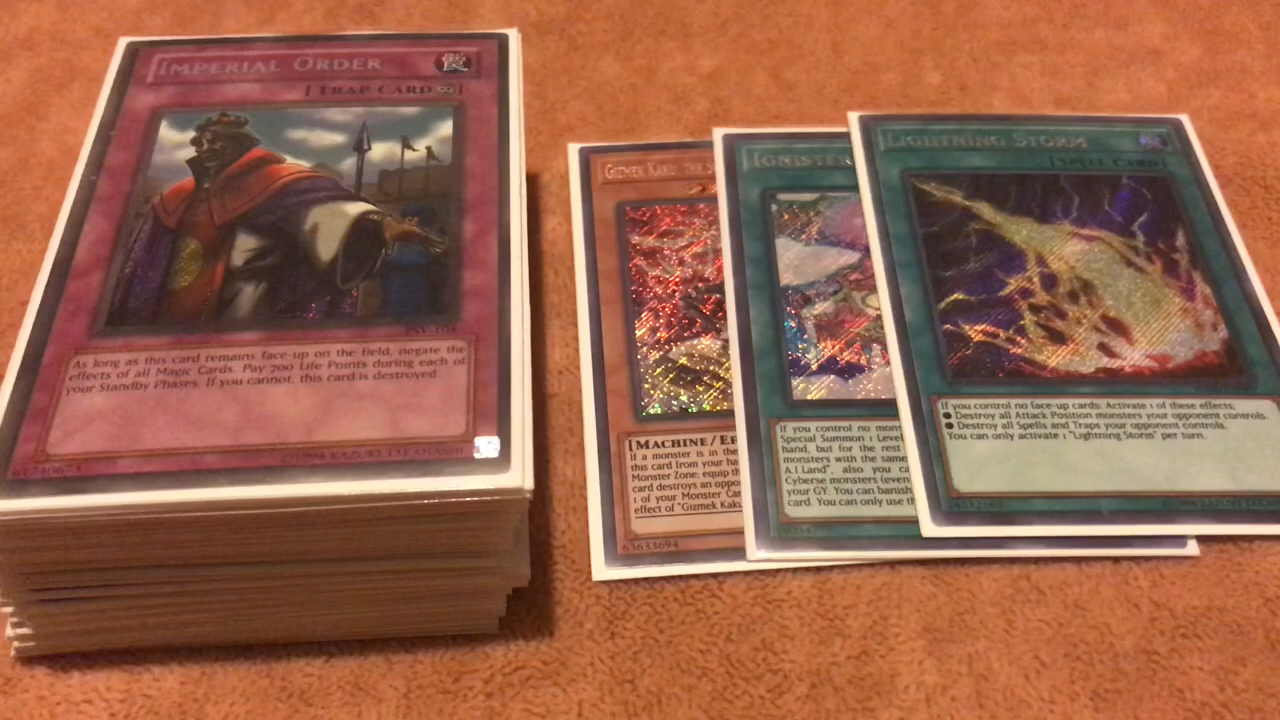 IMPERIAL ORDER
[TRAP CARD∞]
PSV-104
As long as this card remains face-up on the field, negate the
effects of all Magic Cards. Pay 700 Life Points during each of
your Standby Phases. If you cannot, this card is destroyed.
61740673
©1996 KAZUKI TAKAHASHI
GIZMEK KAKU, THE S
[MACHINE/EF
If a monster is in the
this card from your ha
Monster Zone; equip th
card destroys an oppo
1 of your Monster Car
effect of "Gizmek Kaku
63633694
IGNISTER
If you control no mon
Special Summon 1 Level
hand, but for the rest
monsters with the same
A.I.Land", also you ca
Cyberse monsters (even
your GY. You can banish
card. You can only use th
LIGHTNING STORM
[SPELL CARD]
If you control no face-up cards: Activate 1 of these effects;
● Destroy all Attack Position monsters your opponent controls.
● Destroy all Spells and Traps your opponent controls.
You can only activate 1 "Lightning Storm" per turn.